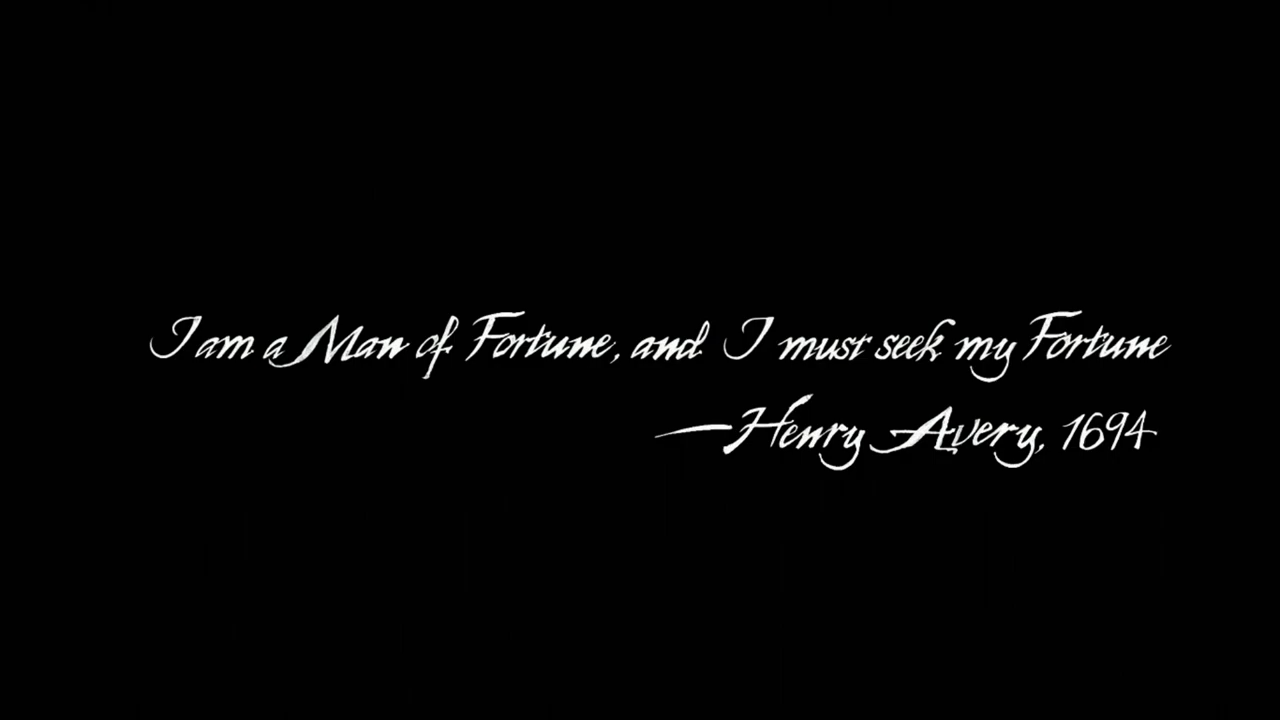 I am a Man of Fortune, and I must seek my Fortune
—Henry Avery, 1694